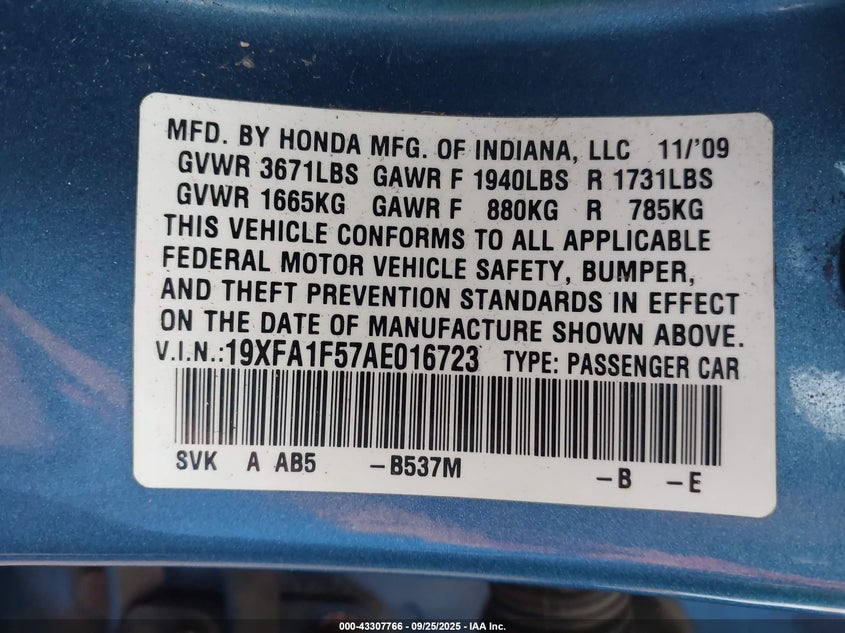 MFD. BY HONDA MFG. OF INDIANA, LLC 11/'09
GVWR 3671LBS GAWR F 1940LBS R 1731LBS
GVWR 1665KG GAWR F 880KG R 785KG
THIS VEHICLE CONFORMS TO ALL APPLICABLE
FEDERAL MOTOR VEHICLE SAFETY, BUMPER,
AND THEFT PREVENTION STANDARDS IN EFFECT
ON THE DATE OF MANUFACTURE SHOWN ABOVE.
V.I.N.:19XFA1F57AE016723 TYPE: PASSENGER CAR
SVK A AB5 –B537M –B –E
000-43307766 - 09/25/2025 - IAA Inc.